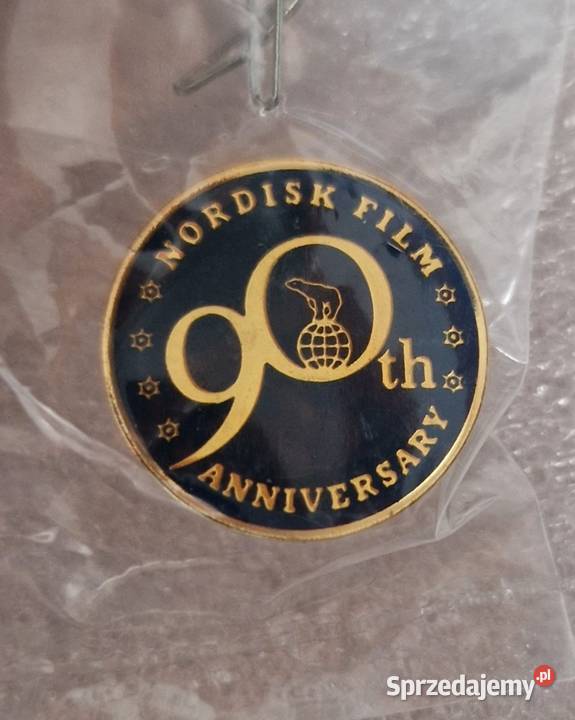 NORDISK FILM
90th
ANNIVERSARY
Sprzedajemy.pl